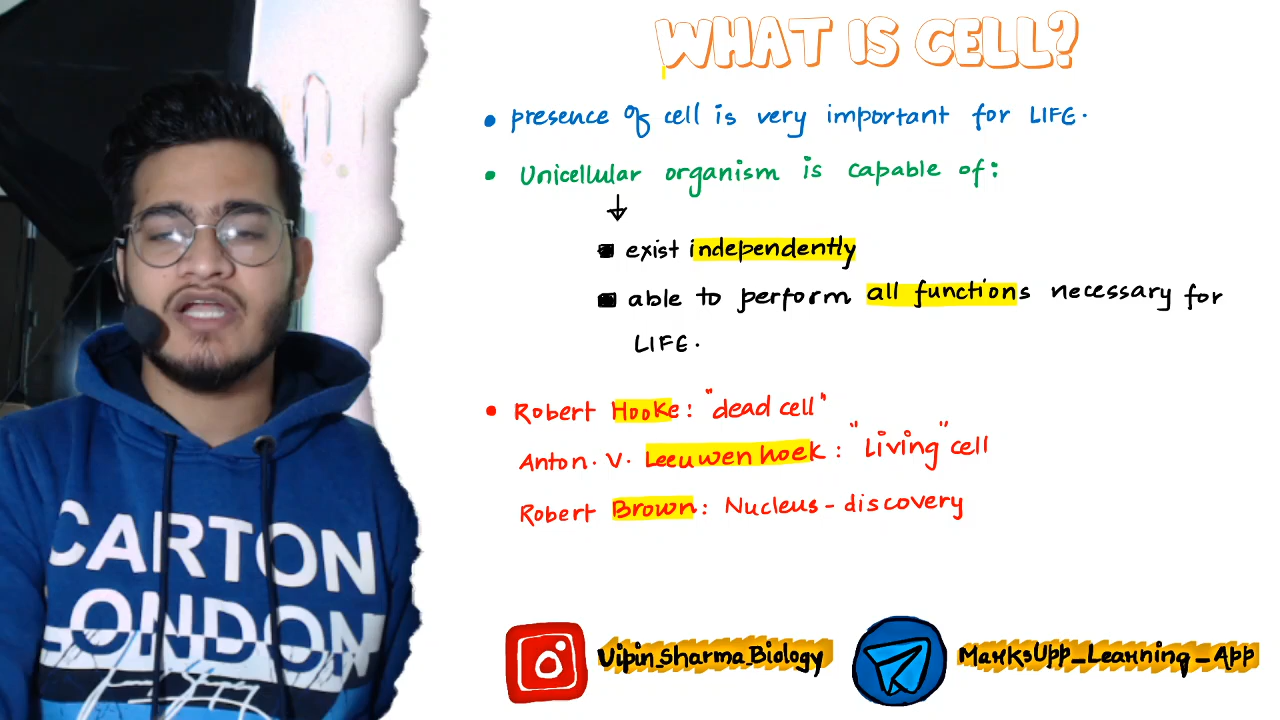 WHAT IS CELL?
• presence of cell is very important for LIFE.
• Unicellular organism is capable of:
exist independently
able to perform all functions necessary for
LIFE.
• Robert Hooke: "dead cell"
Anton. V. Leeuwenhoek: "Living" cell
Robert Brown: Nucleus - discovery
Vipin_Sharma_Biology
MarksUpp_Learning_App
CARTON
LONDON